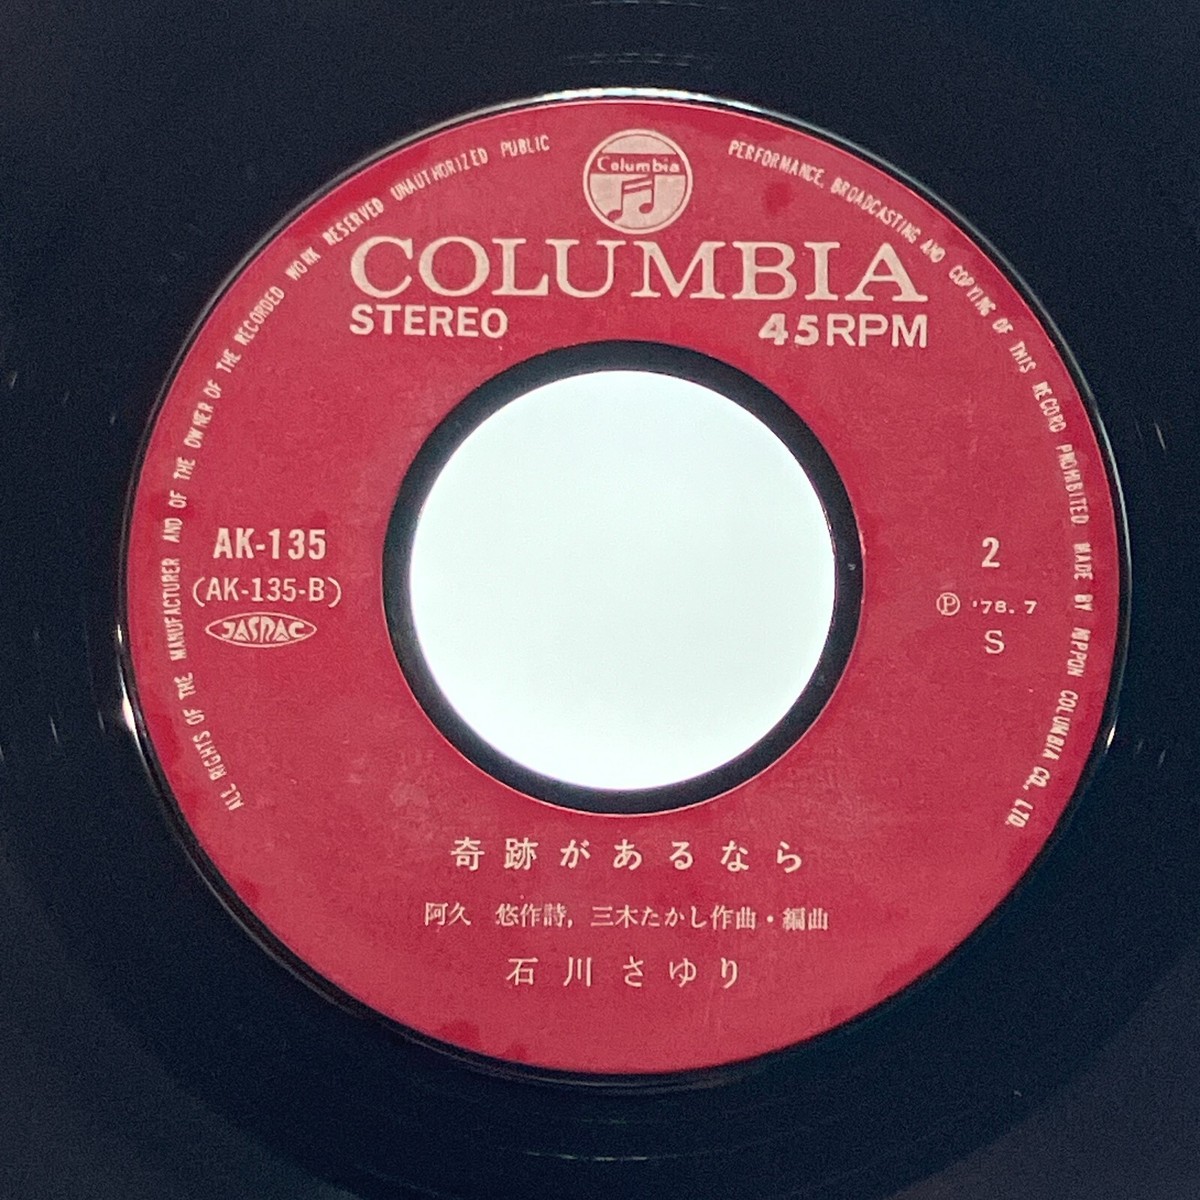 Columbia
COLUMBIA
STEREO 45RPM
AK-135
(AK-135-B)
JASRAC
2
Ⓟ '78.7
S
奇跡があるなら
阿久 悠作詩, 三木たかし作曲・編曲
石川さゆり
ALL RIGHTS OF THE MANUFACTURER AND OF THE OWNER OF THE RECORDED WORK RESERVED UNAUTHORIZED PUBLIC PERFORMANCE, BROADCASTING AND COPYING OF THIS RECORD PROHIBITED MADE BY NIPPON COLUMBIA CO., LTD.